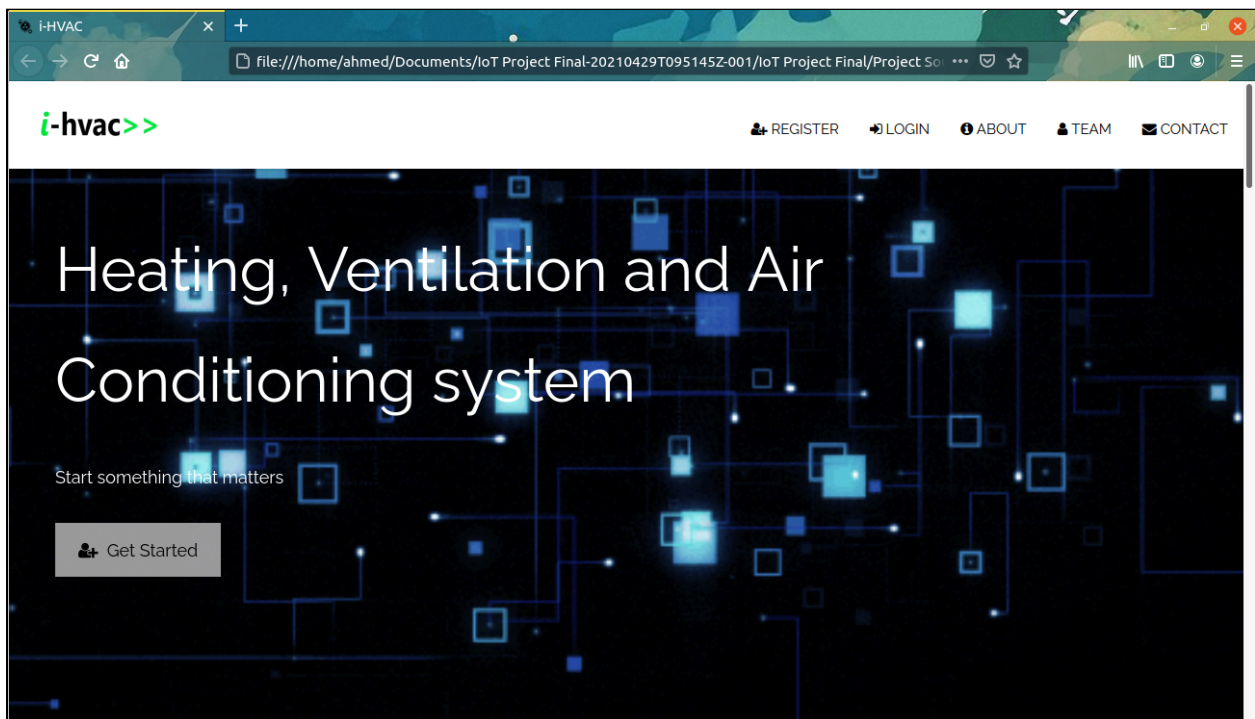 i-HVAC
file:///home/ahmed/Documents/IoT Project Final-20210429T095145Z-001/IoT Project Final/Project So
i-hvac>>
REGISTER LOGIN ABOUT TEAM CONTACT
Heating, Ventilation and Air
Conditioning system
Start something that matters
Get Started